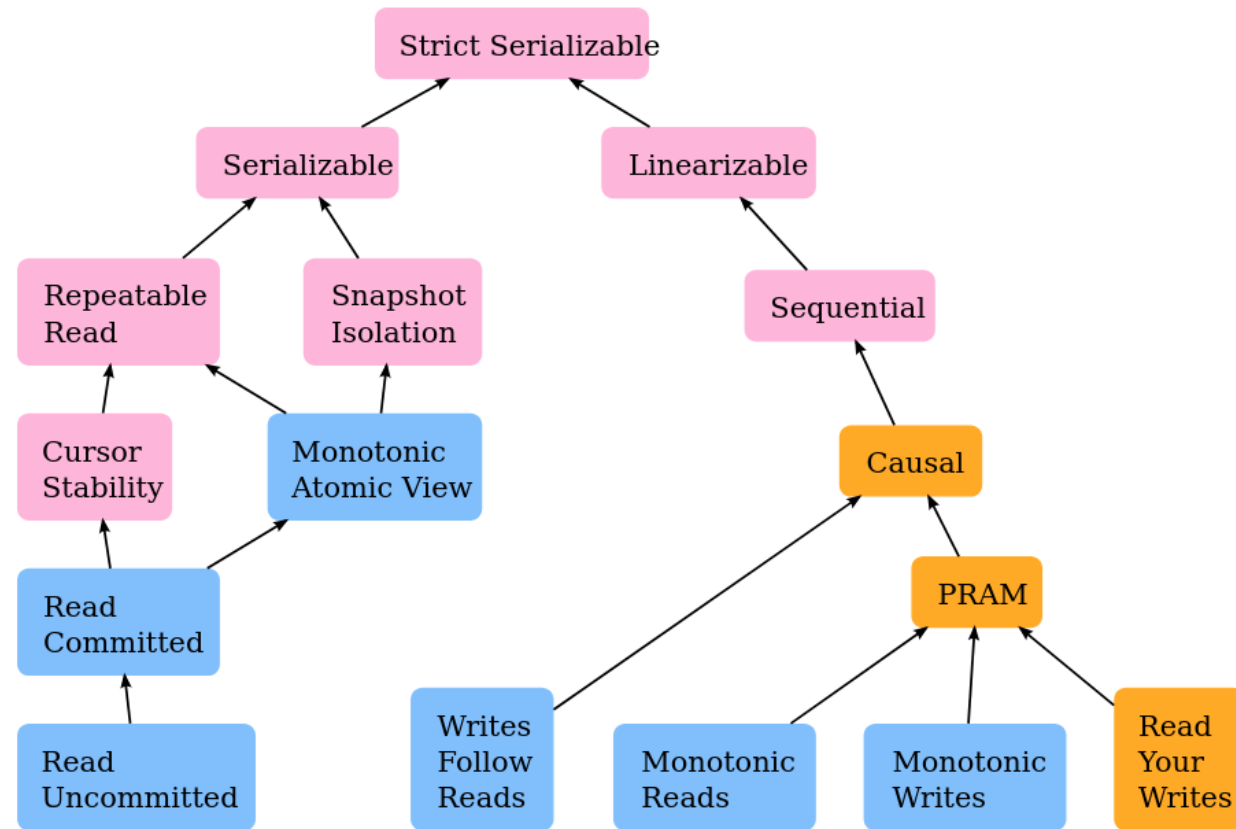 Strict Serializable
Serializable
Linearizable
Repeatable
Read
Snapshot
Isolation
Sequential
Cursor
Stability
Monotonic
Atomic View
Causal
Read
Committed
PRAM
Read
Uncommitted
Writes
Follow
Reads
Monotonic
Reads
Monotonic
Writes
Read
Your
Writes